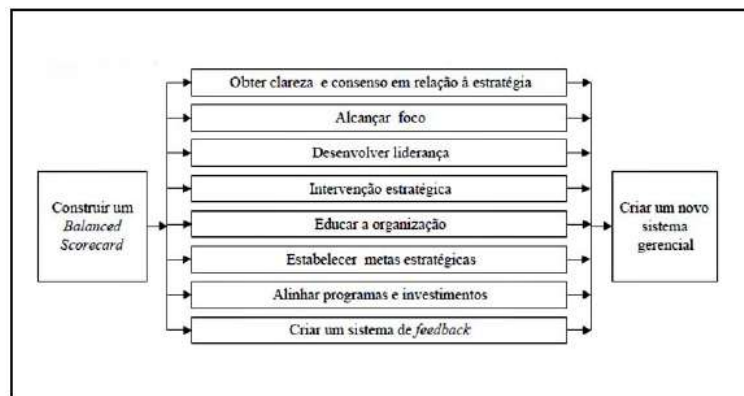 Obter clareza e consenso em relação à estratégia
Alcançar foco
Desenvolver liderança
Intervenção estratégica
Construir um
Balanced
Scorecard
Educar a organização
Criar um novo
sistema
gerencial
Estabelecer metas estratégicas
Alinhar programas e investimentos
Criar um sistema de feedback